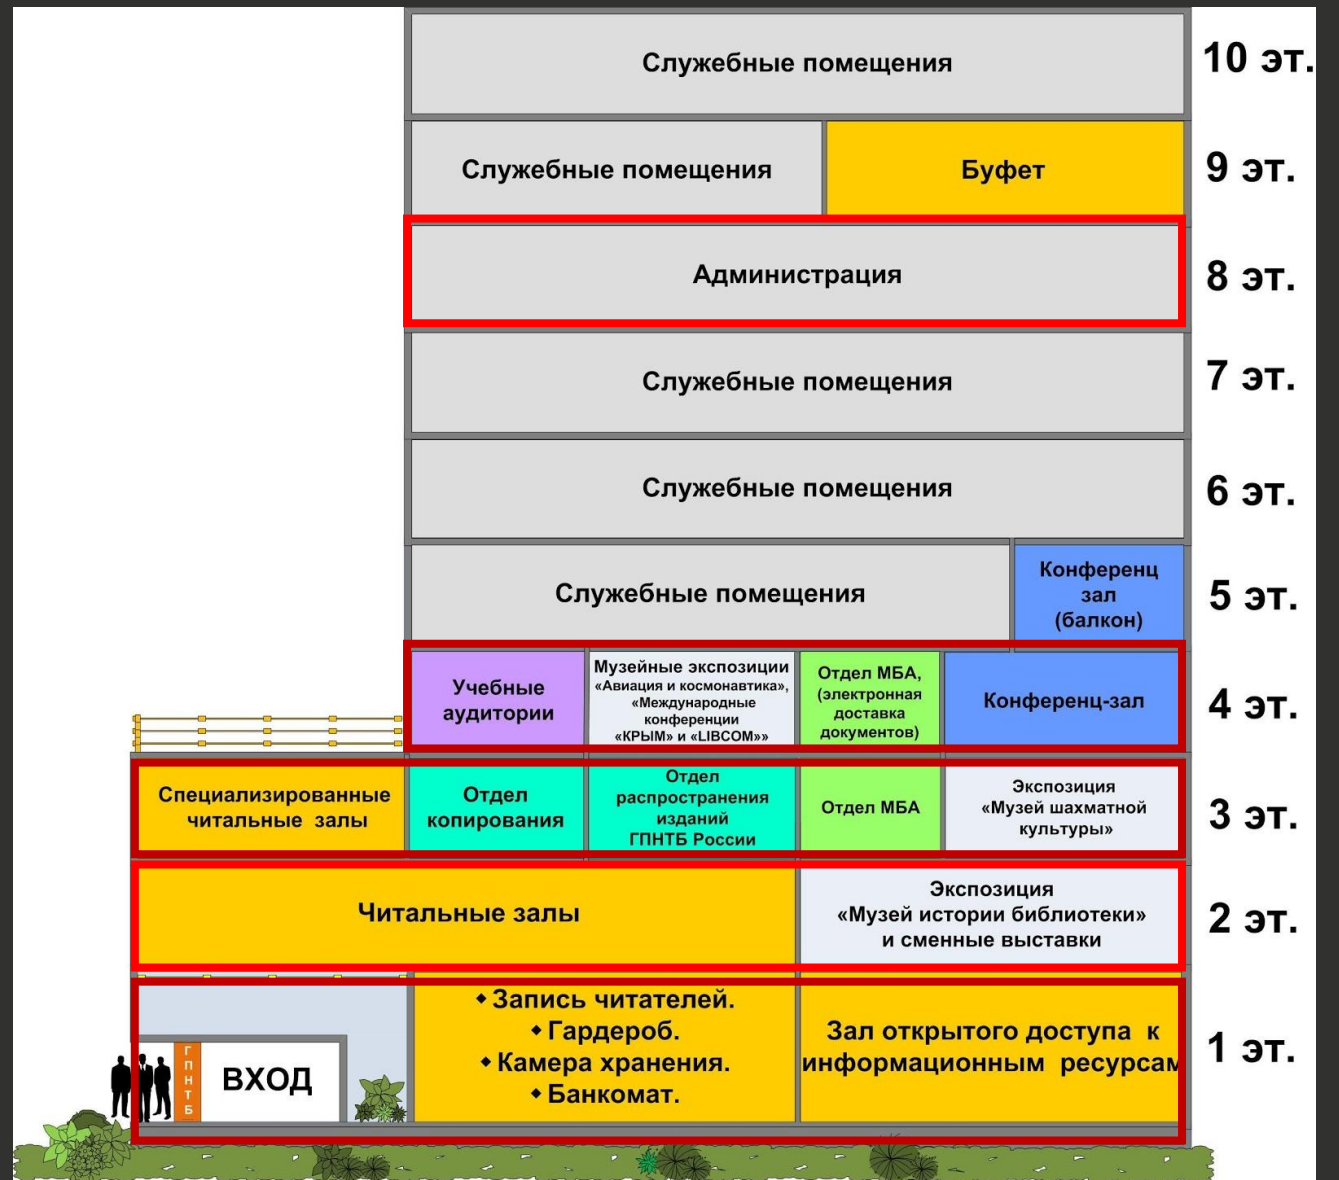 Служебные помещения
10 эт.
Служебные помещения
Буфет
9 эт.
Администрация
8 эт.
Служебные помещения
7 эт.
Служебные помещения
6 эт.
Служебные помещения
Конференц
зал
(балкон)
5 эт.
Учебные
аудитории
Музейные экспозиции
«Авиация и космонавтика»,
«Международные
конференции
«КРЫМ» и «LIBCOM»»
Отдел МБА,
(электронная
доставка
документов)
Конференц-зал
4 эт.
Специализированные
читальные залы
Отдел
копирования
Отдел
распространения
изданий
ГПНТБ России
Отдел МБА
Экспозиция
«Музей шахматной
культуры»
3 эт.
Читальные залы
Экспозиция
«Музей истории библиотеки»
и сменные выставки
2 эт.
ГПНТБ
ВХОД
Запись читателей.
Гардероб.
Камера хранения.
Банкомат.
Зал открытого доступа к
информационным ресурсам
1 эт.